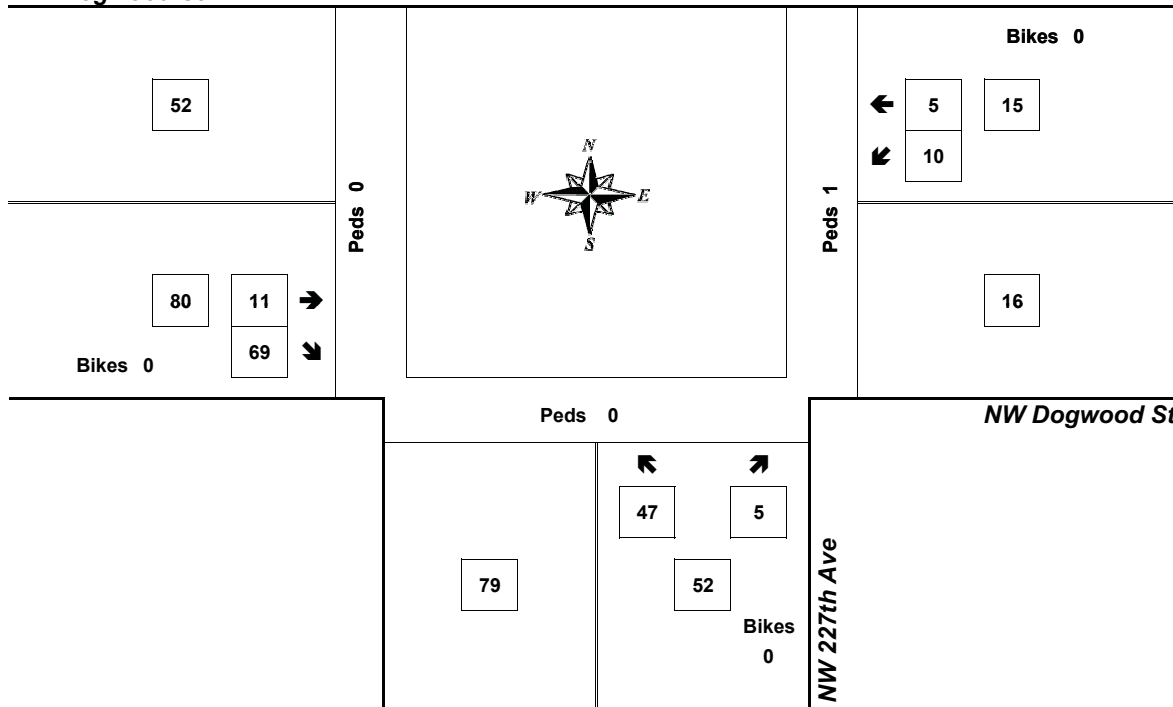 Bikes 0
52
5 15
10
N
W E
S
Peds 0
Peds 1
80 11
69
16
Bikes 0
Peds 0
NW Dogwood St
47 5
79 52
Bikes
0
NW 227th Ave